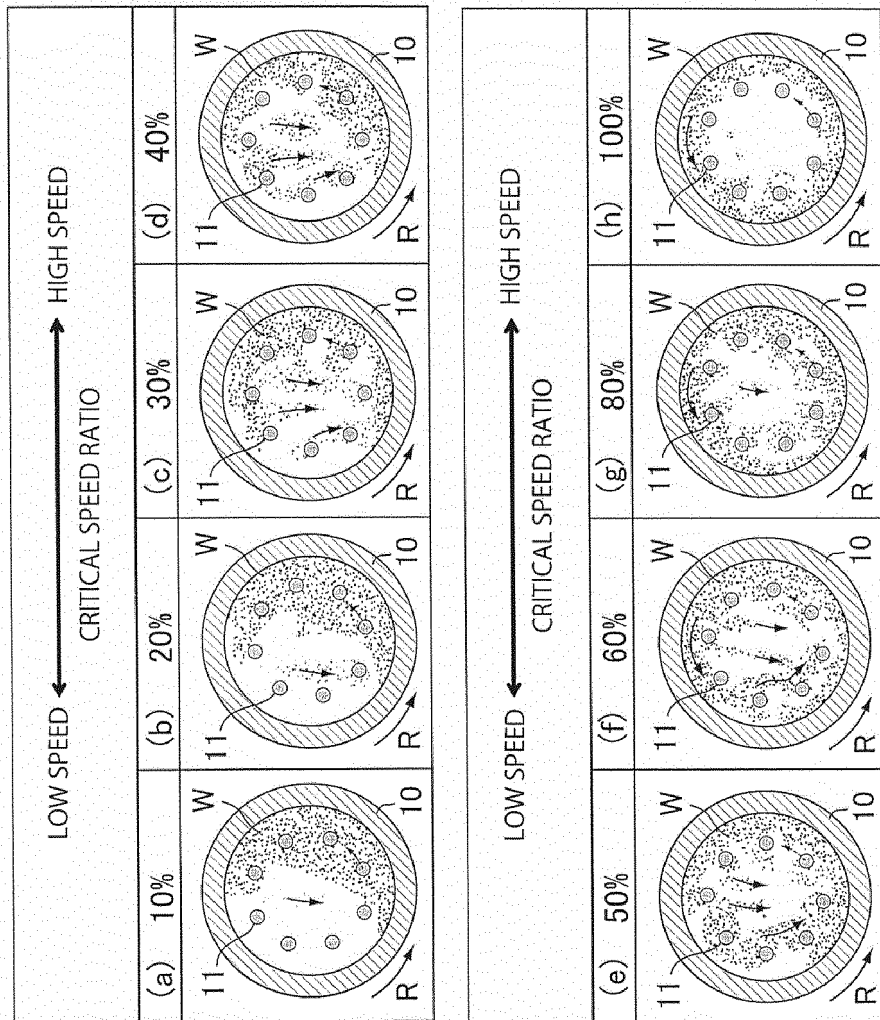 LOW SPEED HIGH SPEED
CRITICAL SPEED RATIO
(a) 10% (b) 20% (c) 30% (d) 40%
11 W 11 W 11 W 11 W
R 10 R 10 R 10 R 10
LOW SPEED HIGH SPEED
CRITICAL SPEED RATIO
(e) 50% (f) 60% (g) 80% (h) 100%
11 W 11 W 11 W 11 W
R 10 R 10 R 10 R 10